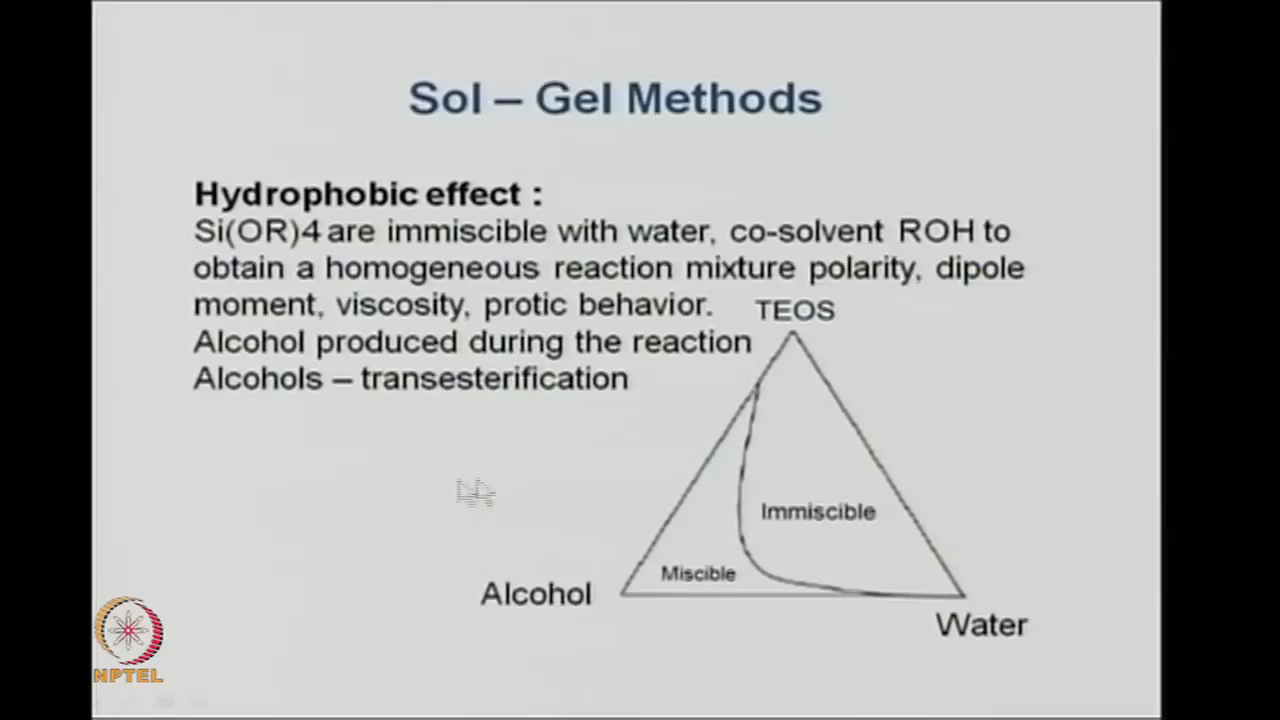 Sol – Gel Methods
Hydrophobic effect :
Si(OR)4 are immiscible with water, co-solvent ROH to
obtain a homogeneous reaction mixture polarity, dipole
moment, viscosity, protic behavior.
TEOS
Alcohol produced during the reaction
Alcohols – transesterification
Immiscible
Miscible
Alcohol
Water
NPTEL